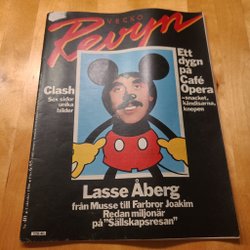 VECKO
Revyn
Clash
Sex sidor
unika
bilder
Ett
dygn
på
Café
Opera
–snacket,
kändisarna,
knepen
Lasse Åberg
från Musse till Farbror Joakim
Redan miljonär
på ”Sällskapsresan”